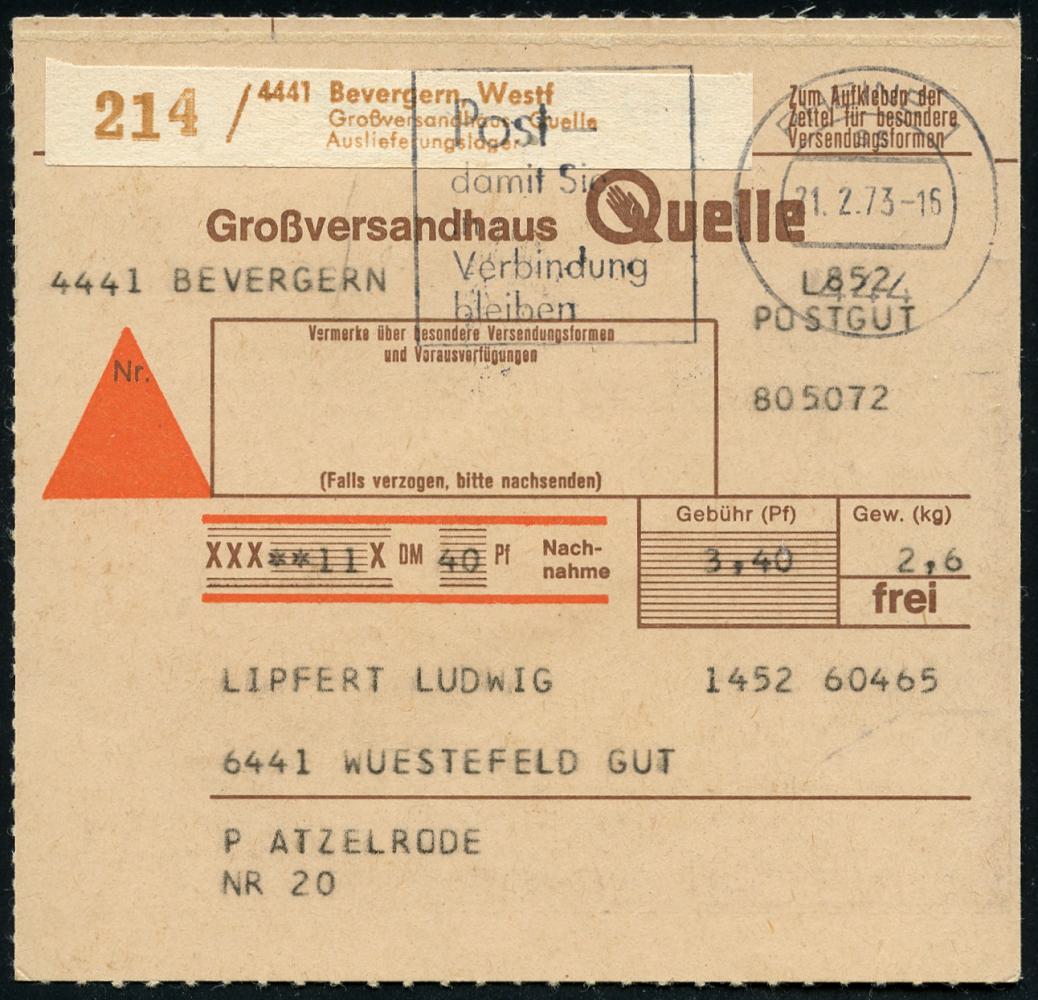 214 / 4441 Bevergern Westf
Großversandhaus Quelle
Auslieferungslager
Zum Aufkleben der
Zettel für besondere
Versendungsformen
Post –
damit Sie
in
Verbindung
bleiben
21. 2.73-16
Großversandhaus Quelle
4441 BEVERGERN
L852
POSTGUT
805072
Nr.
Vermerke über besondere Versendungsformen
und Vorausverfügungen
(Falls verzogen, bitte nachsenden)
XXX**11X DM 40 Pf Nach-
nahme
Gebühr (Pf)
3,40
Gew. (kg)
2,6
frei
LIPFERT LUDWIG 1452 60465
6441 WUESTEFELD GUT
P ATZELRODE
NR 20